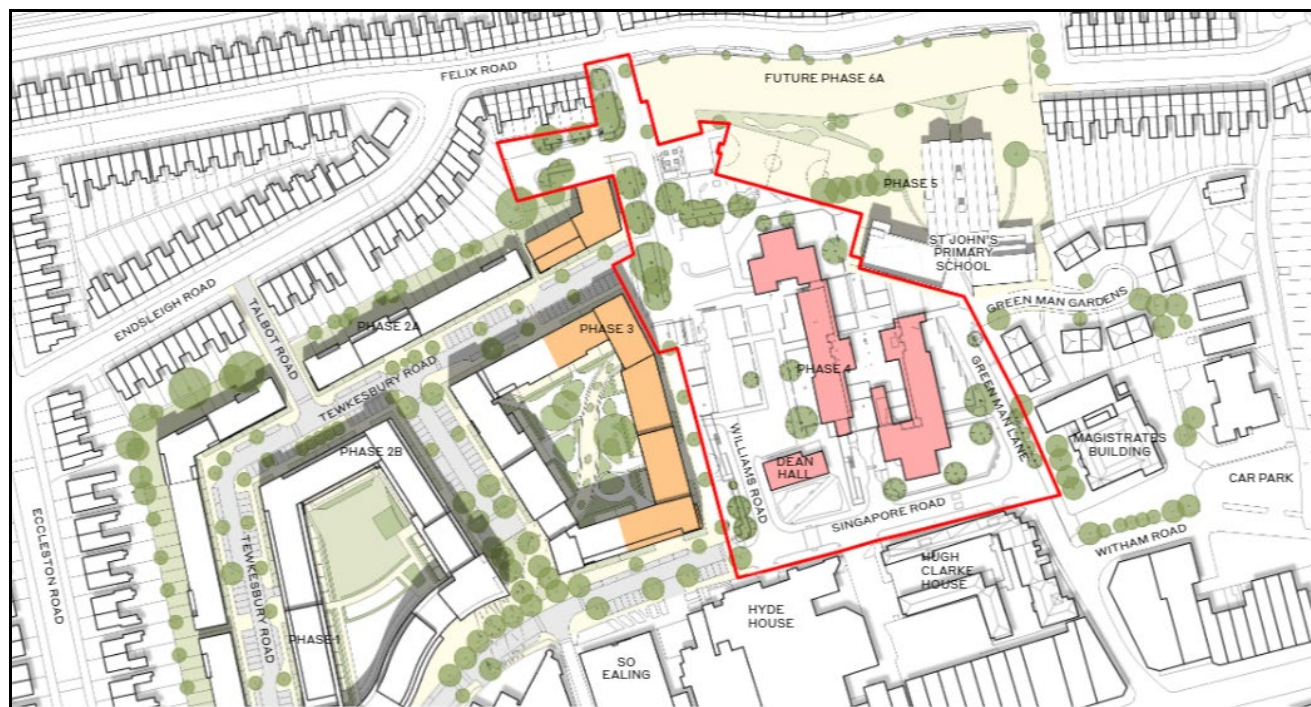 FELIX ROAD
FUTURE PHASE 6A
PHASE 5
ST JOHN'S
PRIMARY
SCHOOL
GREEN MAN GARDENS
ENDSLEIGH ROAD
TALBOT ROAD
PHASE 2A
PHASE 3
TEWKESBURY ROAD
PHASE 4
GREEN MAN LANE
MAGISTRATES
BUILDING
CAR PARK
PHASE 2B
WILLIAMS ROAD
DEAN
HALL
SINGAPORE ROAD
WITHAM ROAD
ECCLESTON ROAD
TEWKESBURY ROAD
PHASE 1
HUGH
CLARKE
HOUSE
HYDE
HOUSE
SO
EALING